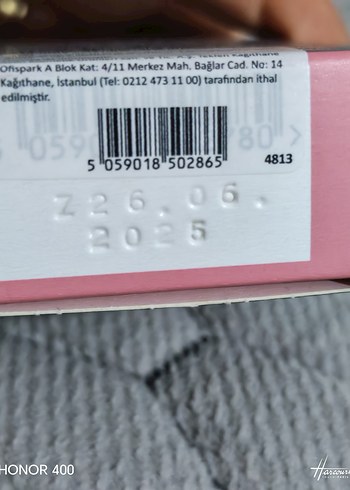 Ofispark A Blok Kat: 4/11 Merkez Mah. Bağlar Cad. No: 14
Kağıthane, İstanbul (Tel: 0212 473 11 00) tarafından ithal
edilmiştir.
5 059018 502865
4813
Z26.06.
2025
HONOR 400
Harcourt